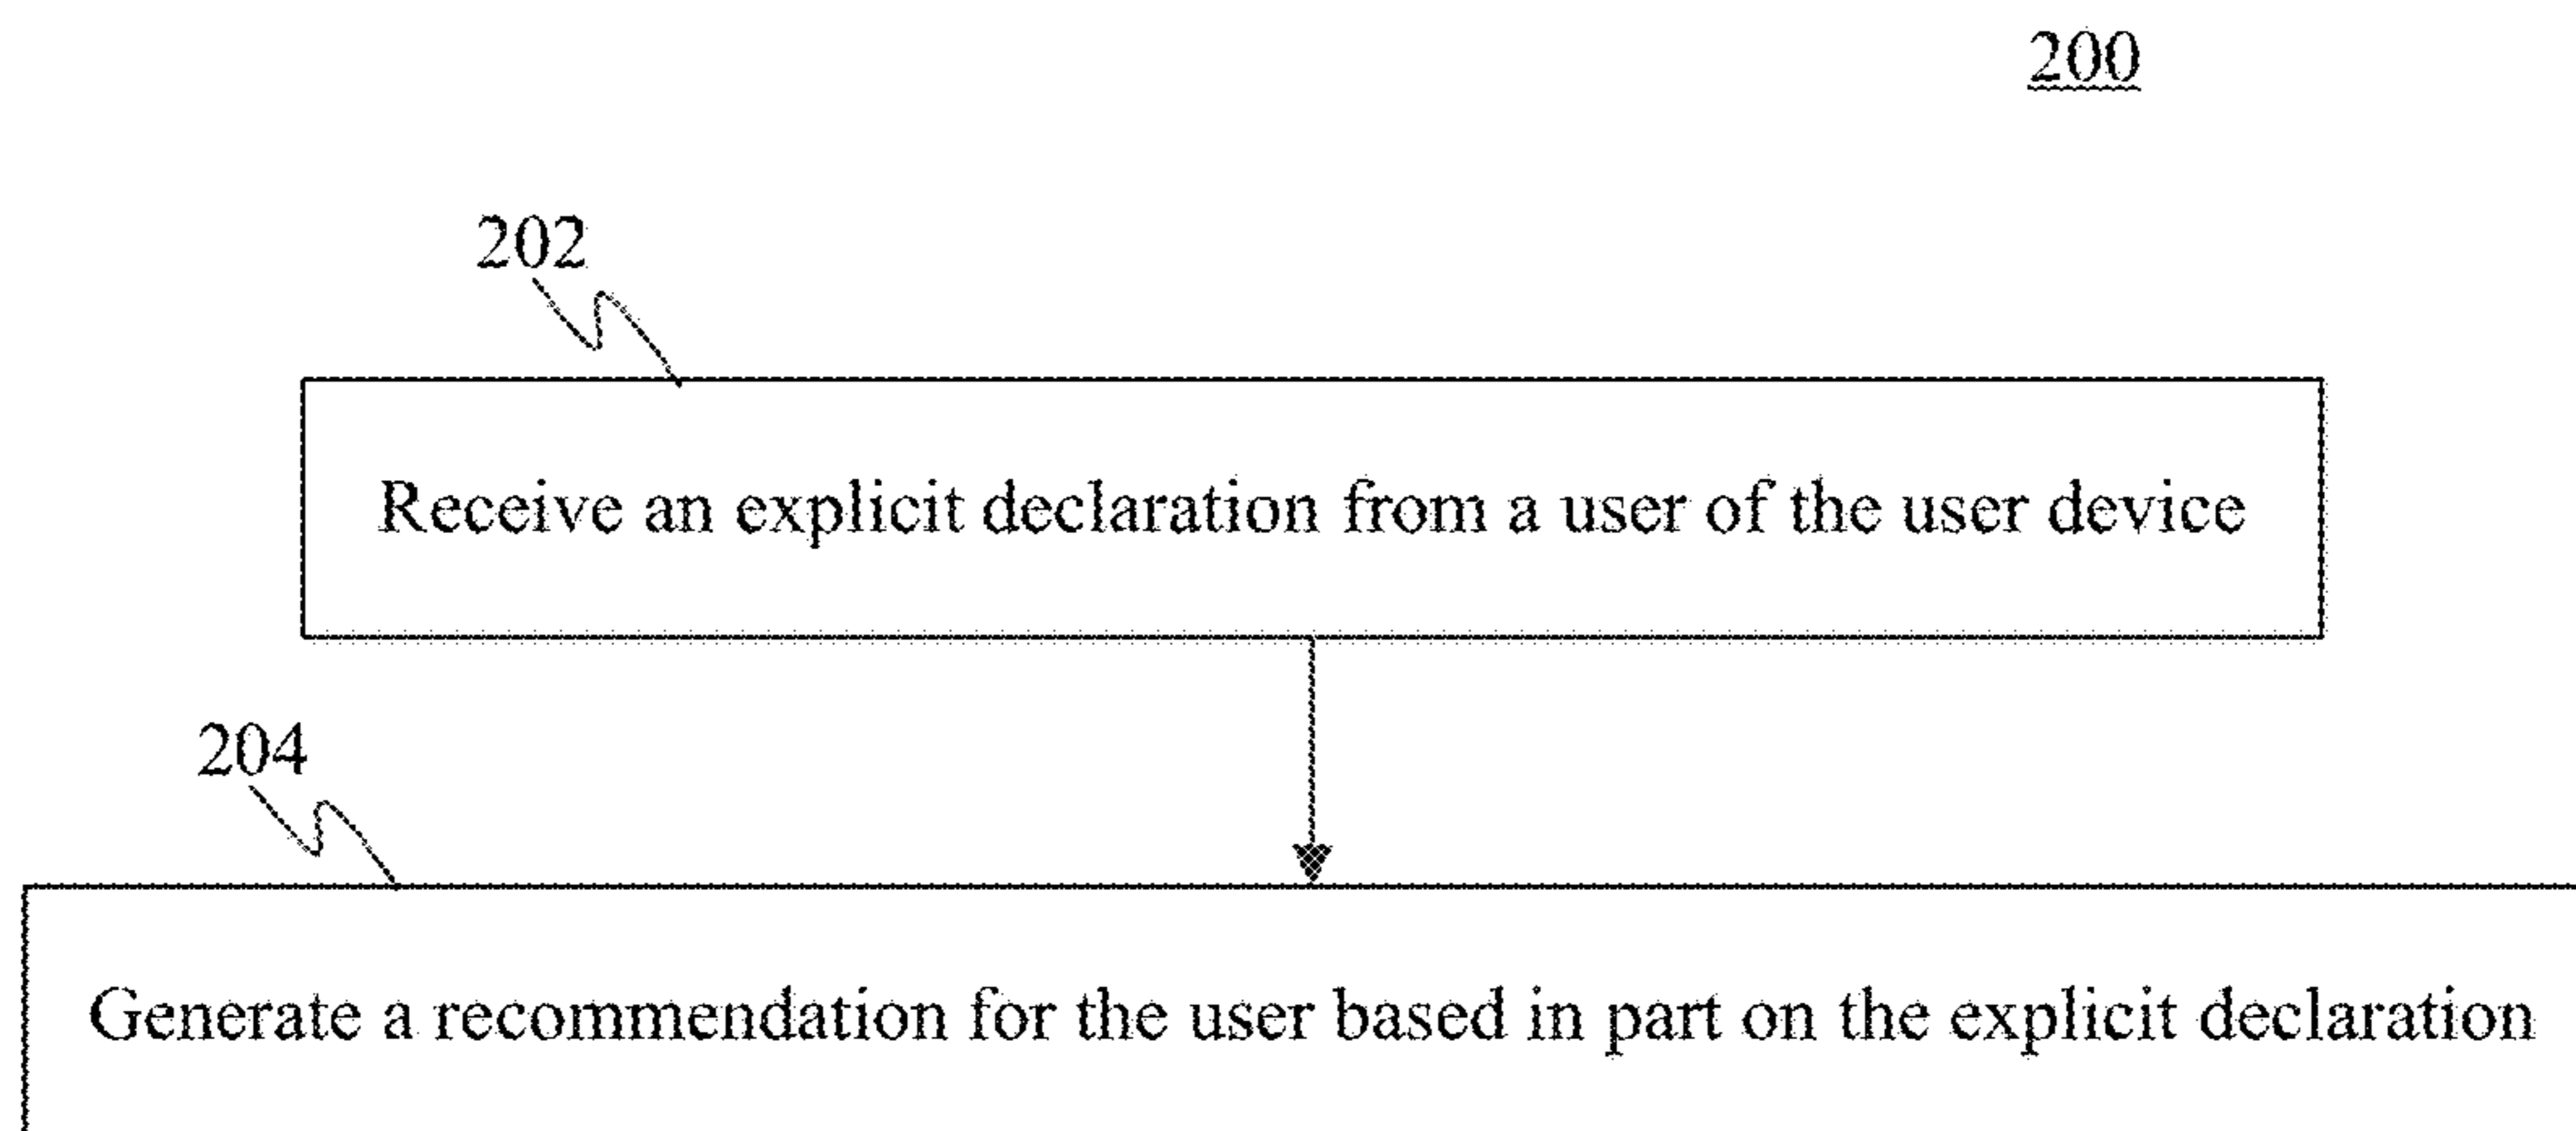 200
202
Receive an explicit declaration from a user of the user device
204
Generate a recommendation for the user based in part on the explicit declaration